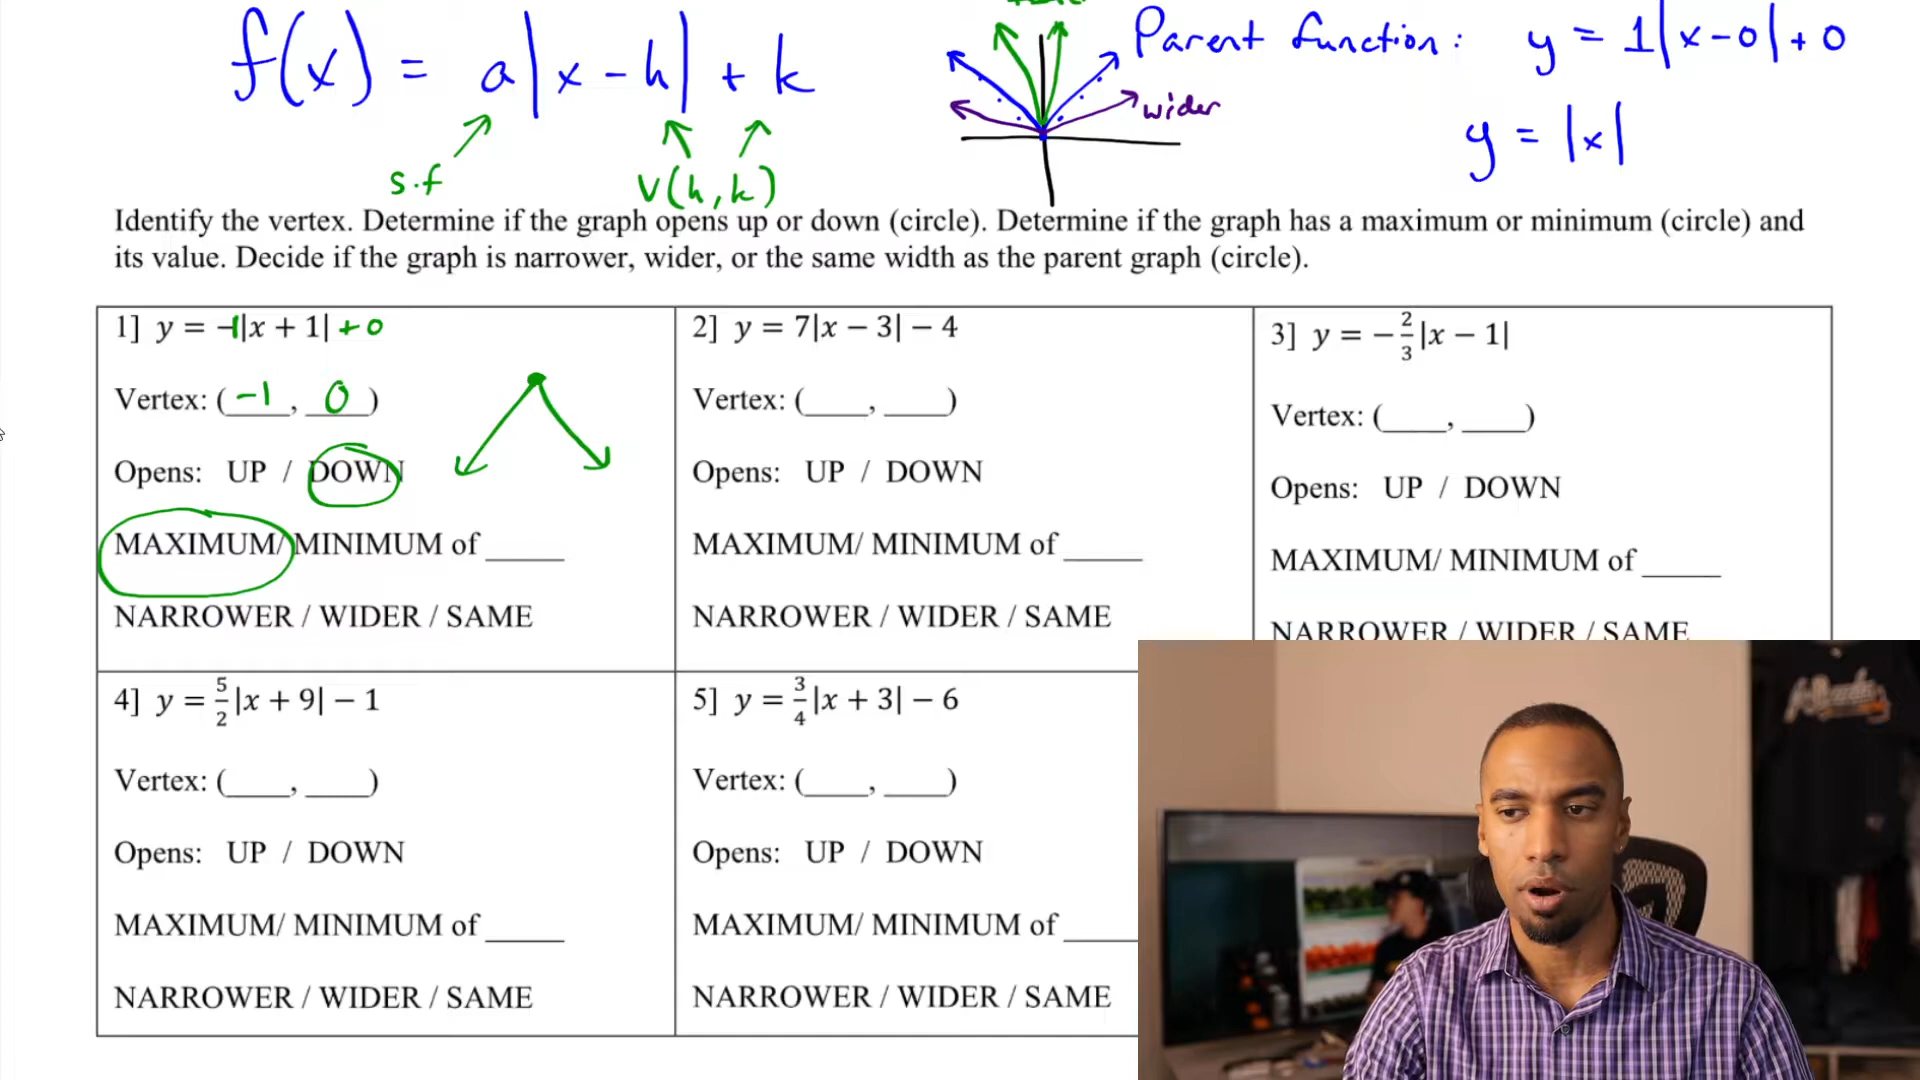 f(x) = a|x-h| + k
Parent function: y = 1|x-0| + 0
wider
y = |x|
s.f
V(h, k)
Identify the vertex. Determine if the graph opens up or down (circle). Determine if the graph has a maximum or minimum (circle) and
its value. Decide if the graph is narrower, wider, or the same width as the parent graph (circle).
1] y = -1|x + 1| + 0
Vertex: (-1, 0)
Opens: UP / DOWN
MAXIMUM/ MINIMUM of _____
NARROWER / WIDER / SAME
2] y = 7|x − 3| − 4
Vertex: (____, ____)
Opens: UP / DOWN
MAXIMUM/ MINIMUM of _____
NARROWER / WIDER / SAME
3] y = −2/3|x − 1|
Vertex: (____, ____)
Opens: UP / DOWN
MAXIMUM/ MINIMUM of _____
NARROWER / WIDER / SAME
4] y = 5/2|x + 9| − 1
Vertex: (____, ____)
Opens: UP / DOWN
MAXIMUM/ MINIMUM of _____
NARROWER / WIDER / SAME
5] y = 3/4|x + 3| − 6
Vertex: (____, ____)
Opens: UP / DOWN
MAXIMUM/ MINIMUM of _____
NARROWER / WIDER / SAME